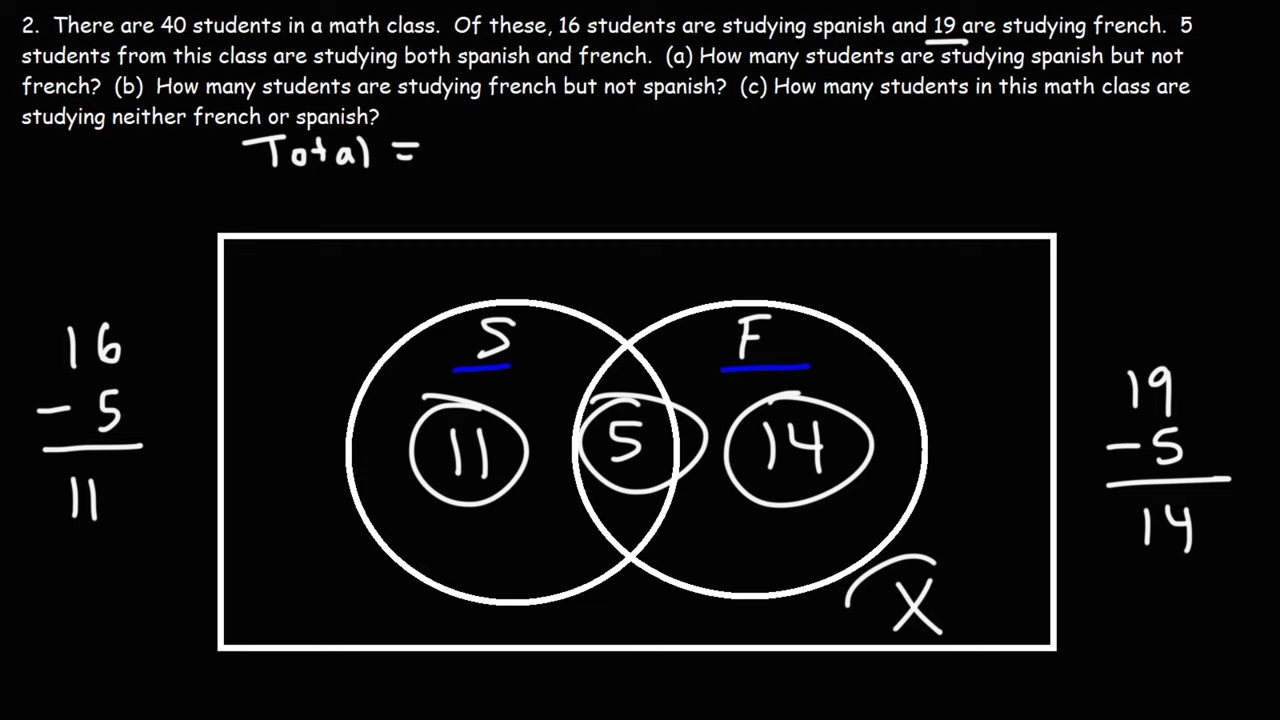 2. There are 40 students in a math class. Of these, 16 students are studying spanish and 19 are studying french. 5
students from this class are studying both spanish and french. (a) How many students are studying spanish but not
french? (b) How many students are studying french but not spanish? (c) How many students in this math class are
studying neither french or spanish?
Total =
S
F
16
- 5
11
11
5
14
19
- 5
14
X